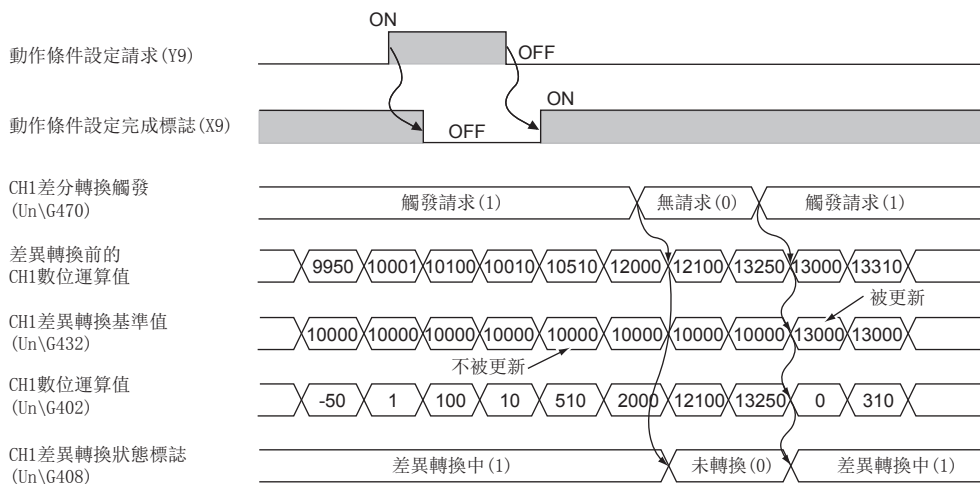 ON
動作條件設定請求(Y9)
OFF
ON
動作條件設定完成標誌(X9)
OFF
CH1差分轉換觸發
(Un\G470)
觸發請求(1) 無請求(0) 觸發請求(1)
差異轉換前的
CH1數位運算值
9950 10001 10100 10010 10510 12000 12100 13250 13000 13310
被更新
CH1差異轉換基準值
(Un\G432)
10000 10000 10000 10000 10000 10000 10000 10000 13000 13000
不被更新
CH1數位運算值
(Un\G402)
-50 1 100 10 510 2000 12100 13250 0 310
CH1差異轉換狀態標誌
(Un\G408)
差異轉換中(1) 未轉換(0) 差異轉換中(1)